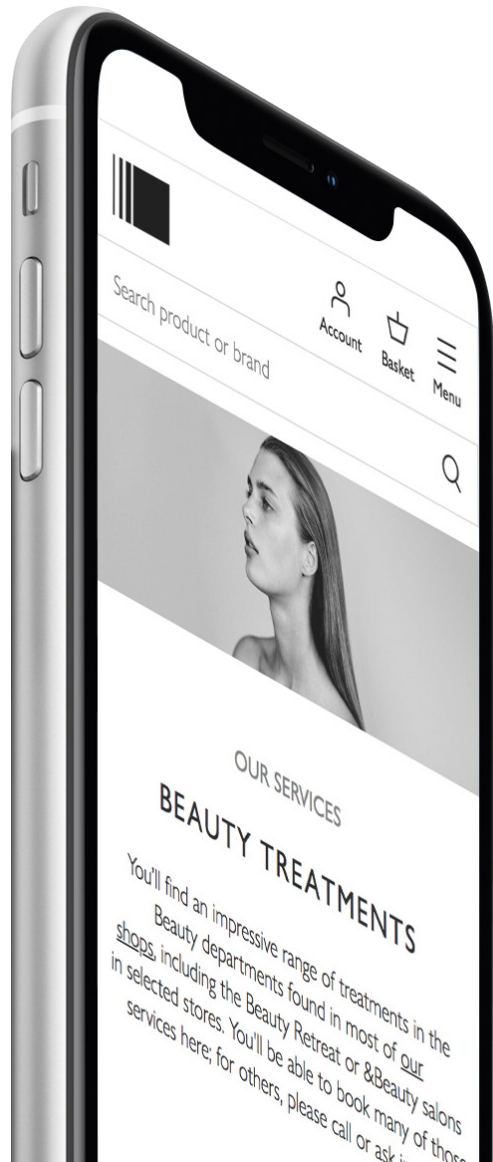 Account
Basket
Menu
Search product or brand
OUR SERVICES
BEAUTY TREATMENTS
You'll find an impressive range of treatments in the
Beauty departments found in most of our
shops, including the Beauty Retreat or &Beauty salons
in selected stores. You'll be able to book many of those
services here; for others, please call or ask